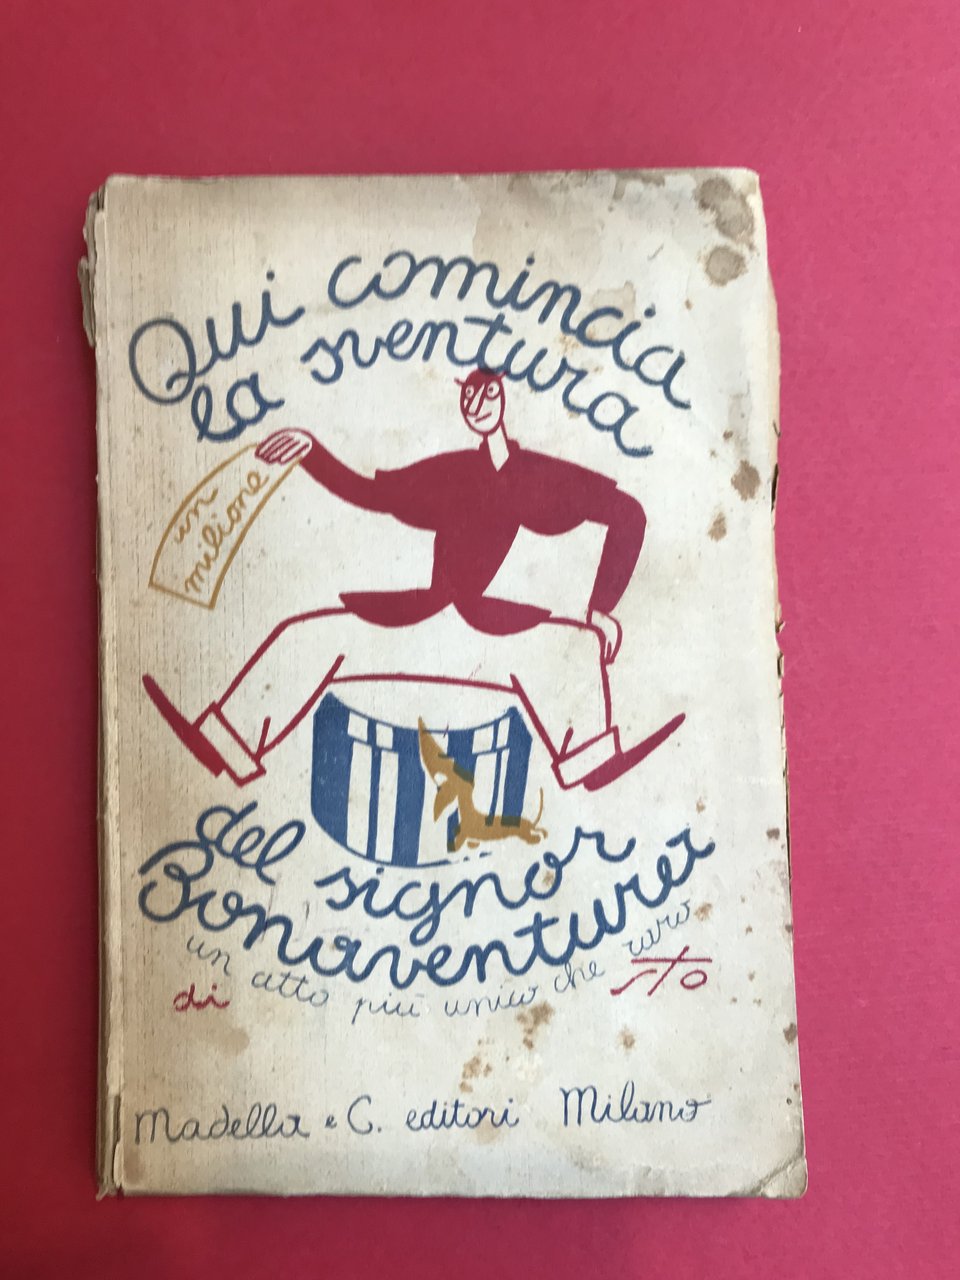 Qui comincia
la sventura
un
milione
del
signor
Bonaventura
un atto più unico che raro
di sto
Madella e C. editori Milano